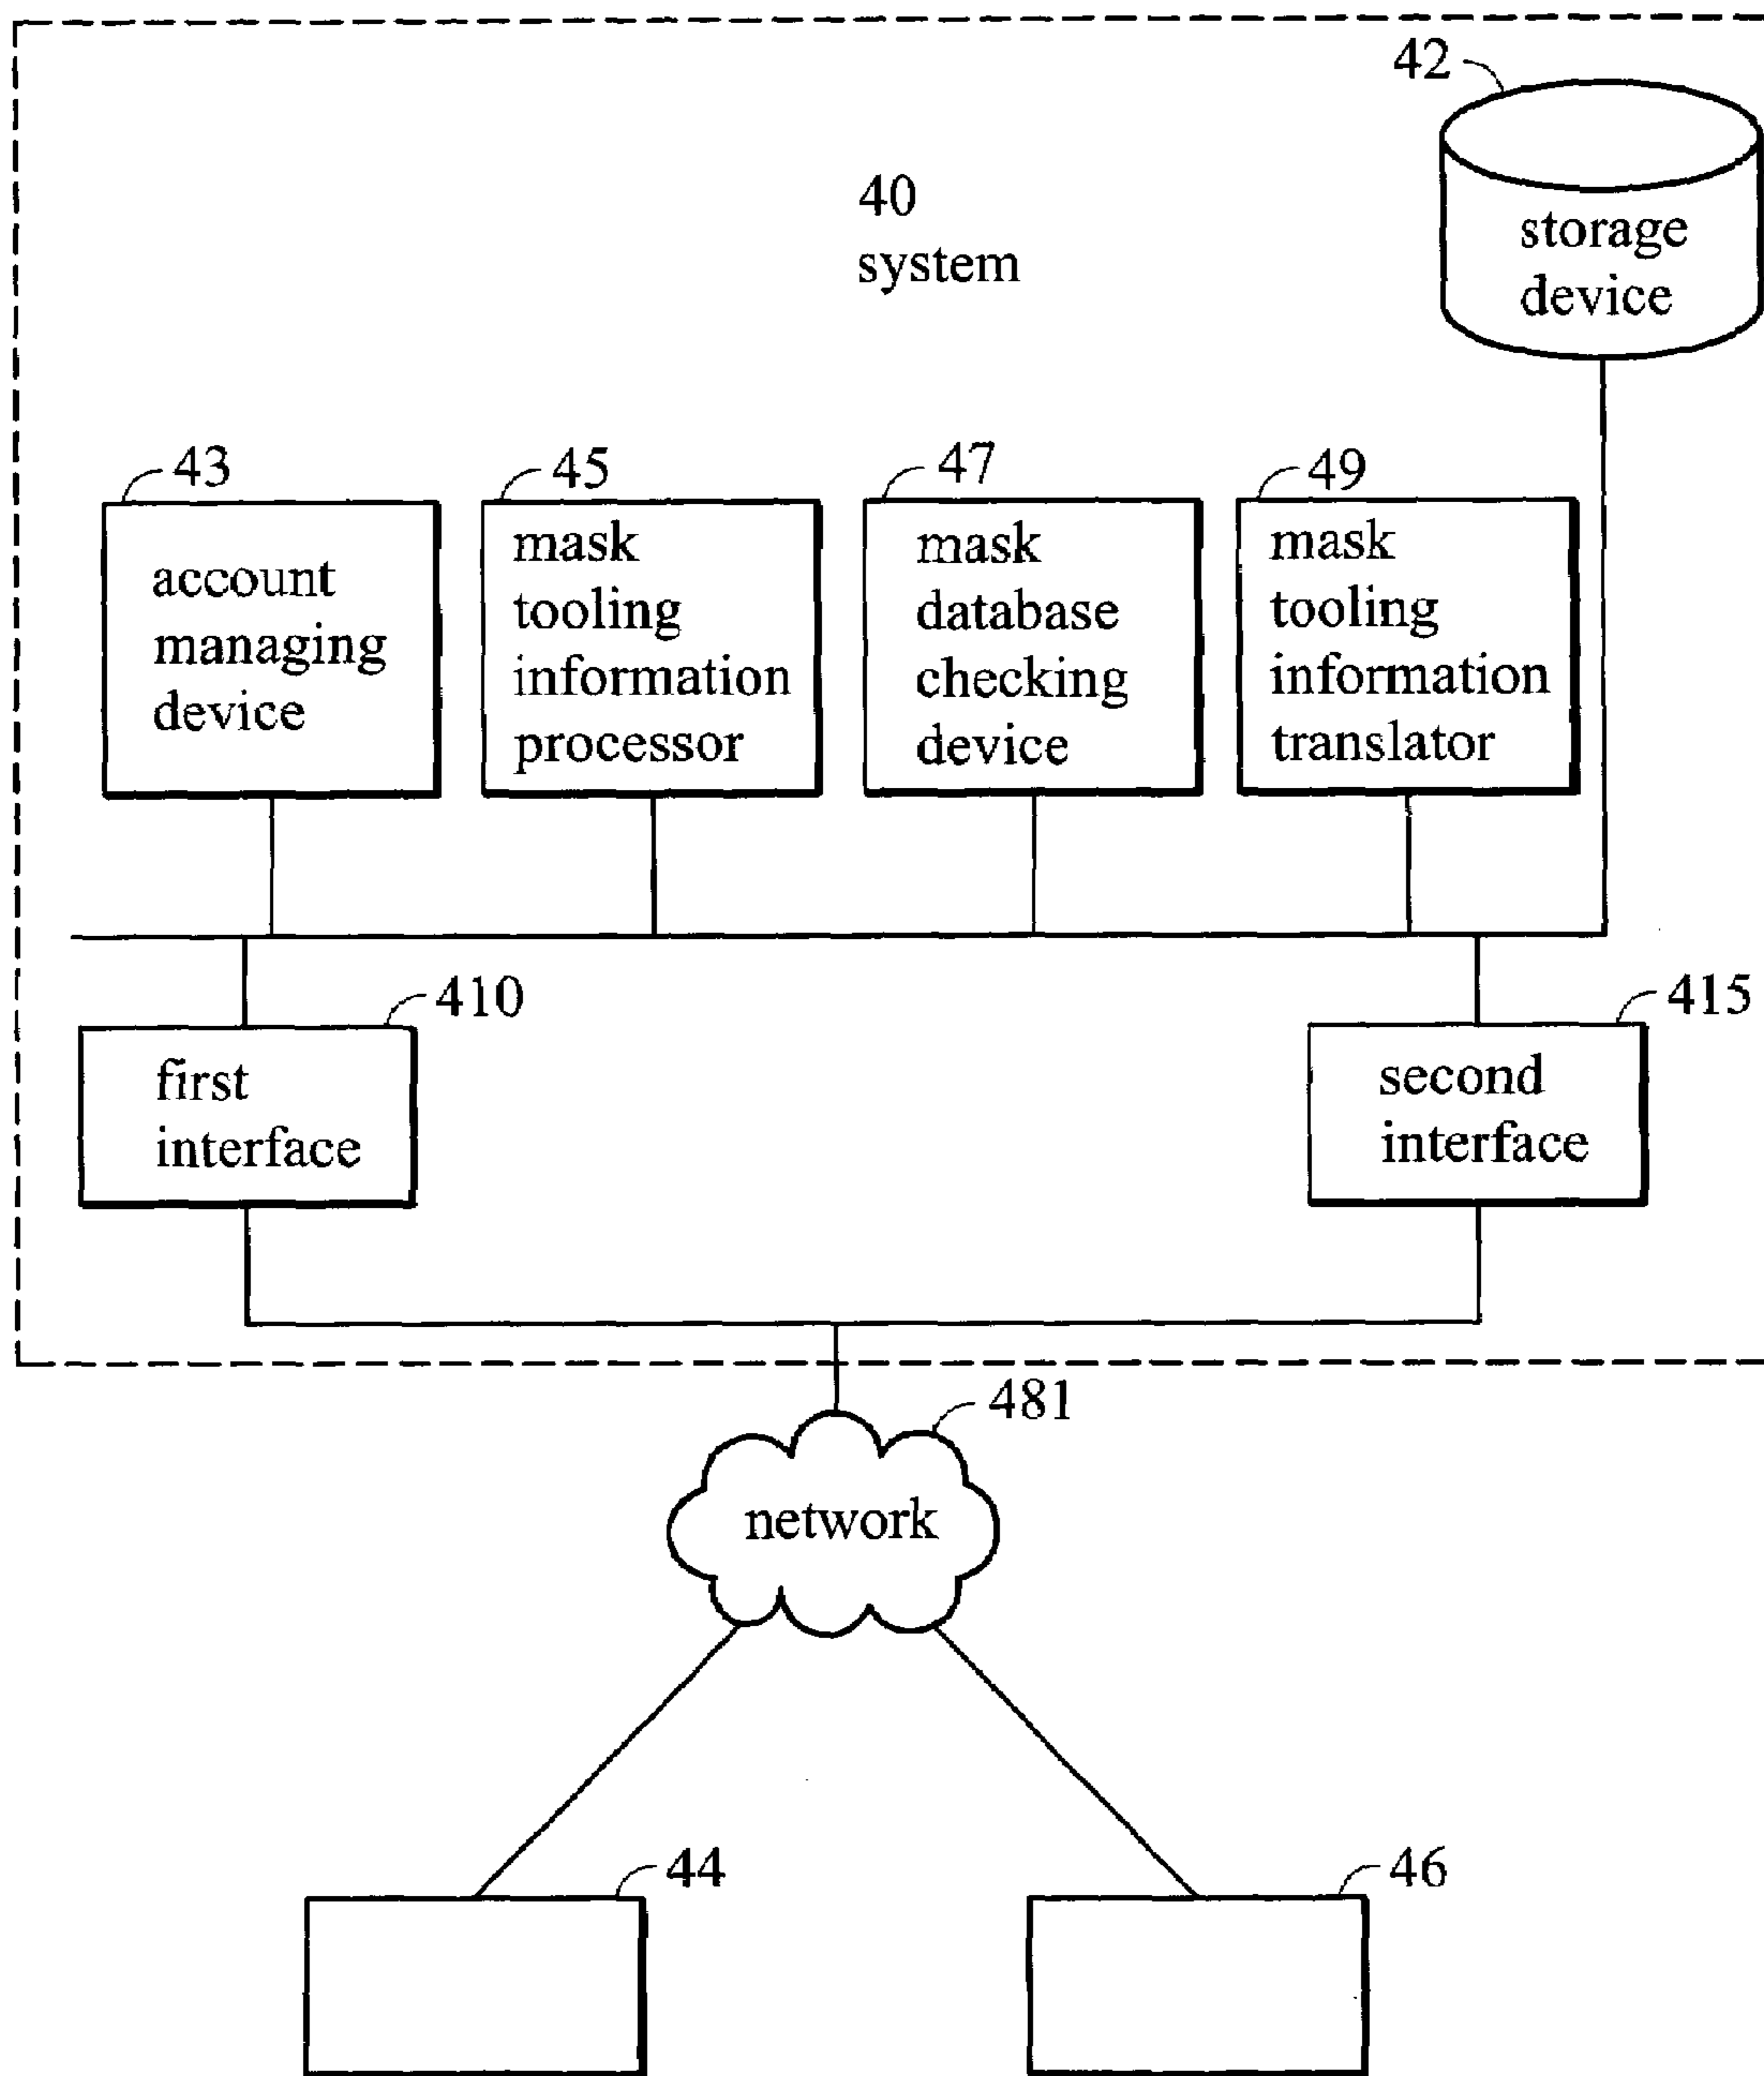 42
40
system
storage
device
43
account
managing
device
45
mask
tooling
information
processor
47
mask
database
checking
device
49
mask
tooling
information
translator
410
first
interface
415
second
interface
481
network
44
46